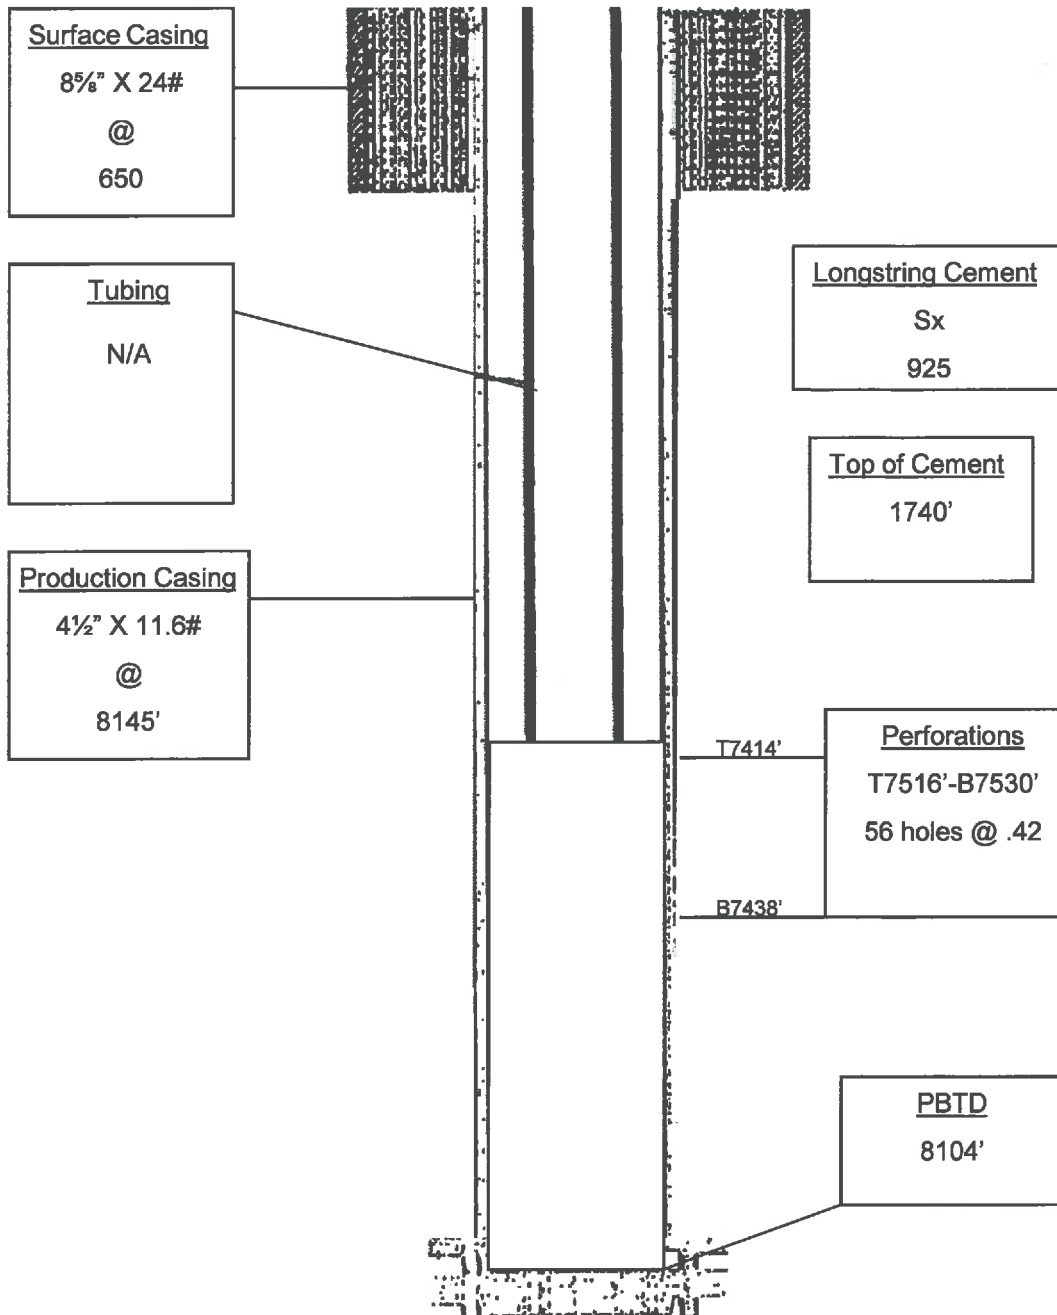 Surface Casing
8⅝” X 24#
@
650
Tubing
N/A
Production Casing
4½” X 11.6#
@
8145’
Longstring Cement
Sx
925
Top of Cement
1740’
T7414’
B7438’
Perforations
T7516’-B7530’
56 holes @ .42
PBTD
8104’